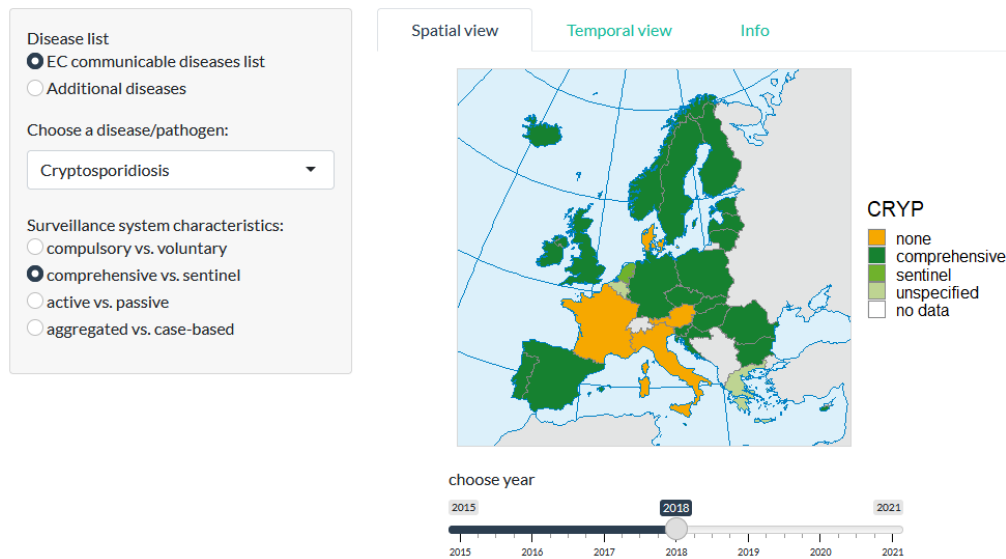 Disease list
EC communicable diseases list
Additional diseases
Choose a disease/pathogen:
Cryptosporidiosis
Surveillance system characteristics:
compulsory vs. voluntary
comprehensive vs. sentinel
active vs. passive
aggregated vs. case-based
Spatial view Temporal view Info
CRYP
none
comprehensive
sentinel
unspecified
no data
choose year
2015 2018 2021
2015 2016 2017 2018 2019 2020 2021